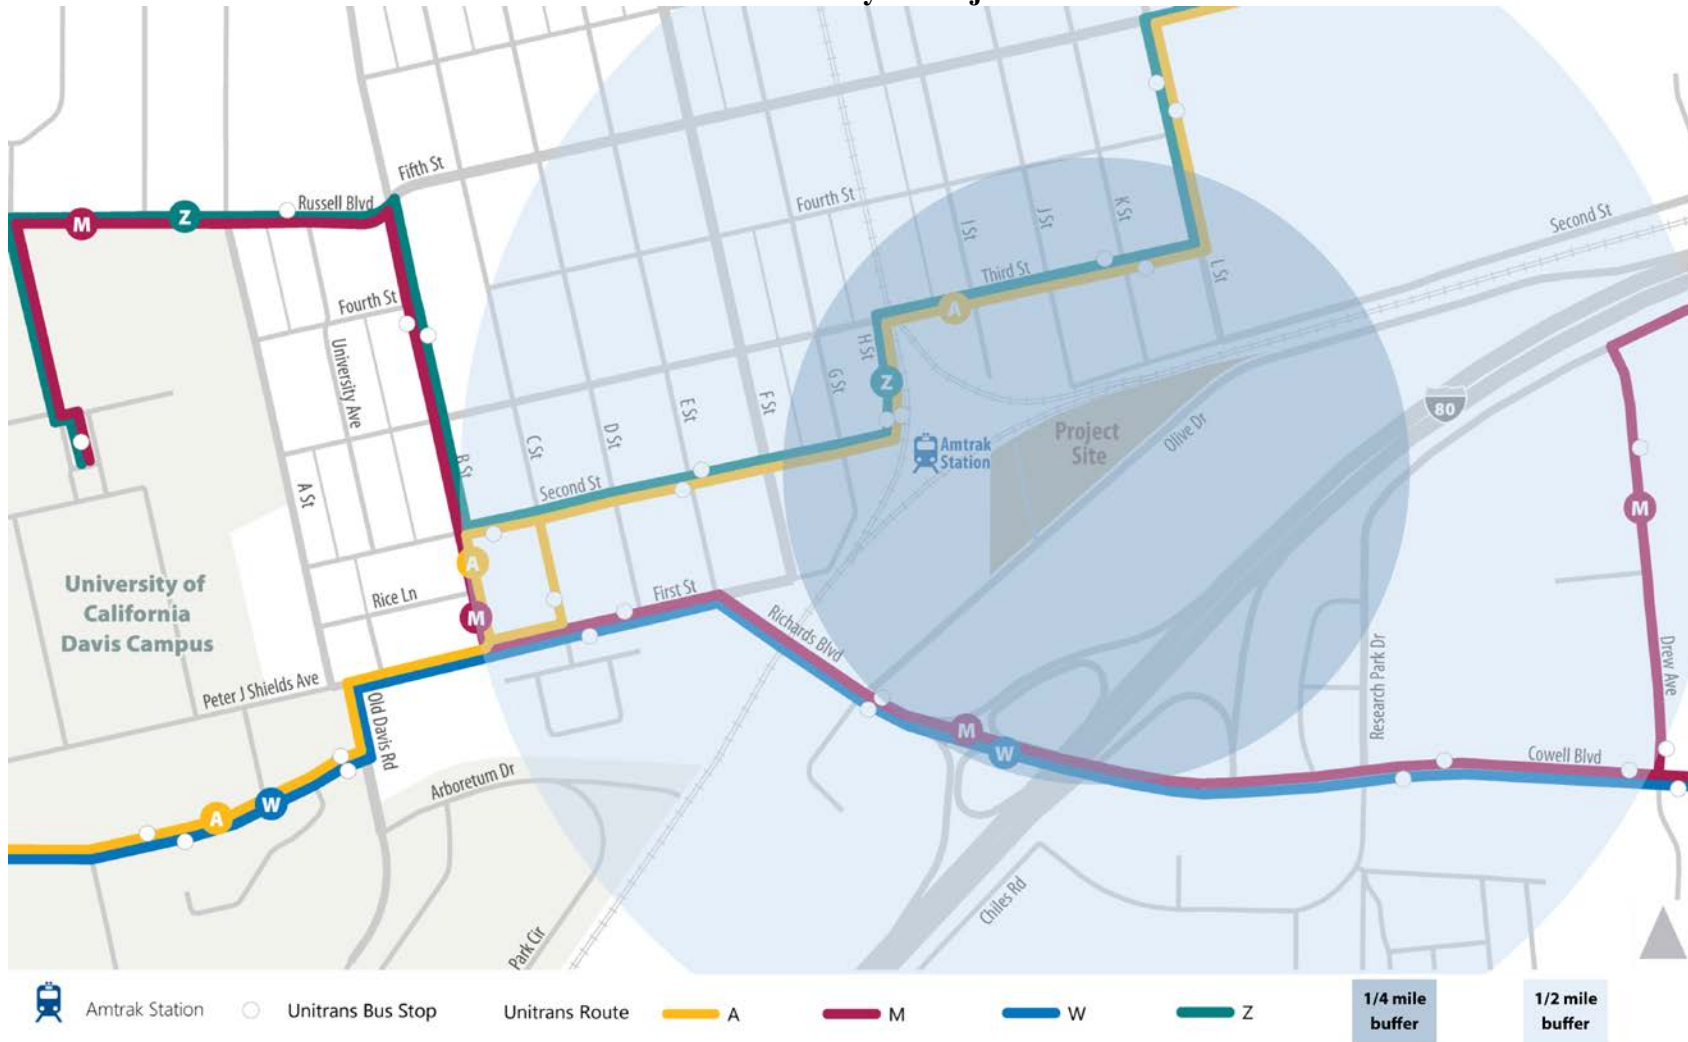 Fifth St
Russell Blvd
M
Z
Fourth St
Second St
I St
J St
K St
L St
Third St
A
Fourth St
University Ave
H St
Z
G St
F St
E St
D St
C St
B St
Amtrak
Station
Project
Site
Olive Dr
80
A St
Second St
M
A
University of
California
Davis Campus
Rice Ln
M
First St
Richards Blvd
Research Park Dr
Drew Ave
Peter J Shields Ave
Old Davis Rd
M
W
Cowell Blvd
Arboretum Dr
A
W
Chiles Rd
Park Cir
Amtrak Station
Unitrans Bus Stop
Unitrans Route
A
M
W
Z
1/4 mile
buffer
1/2 mile
buffer